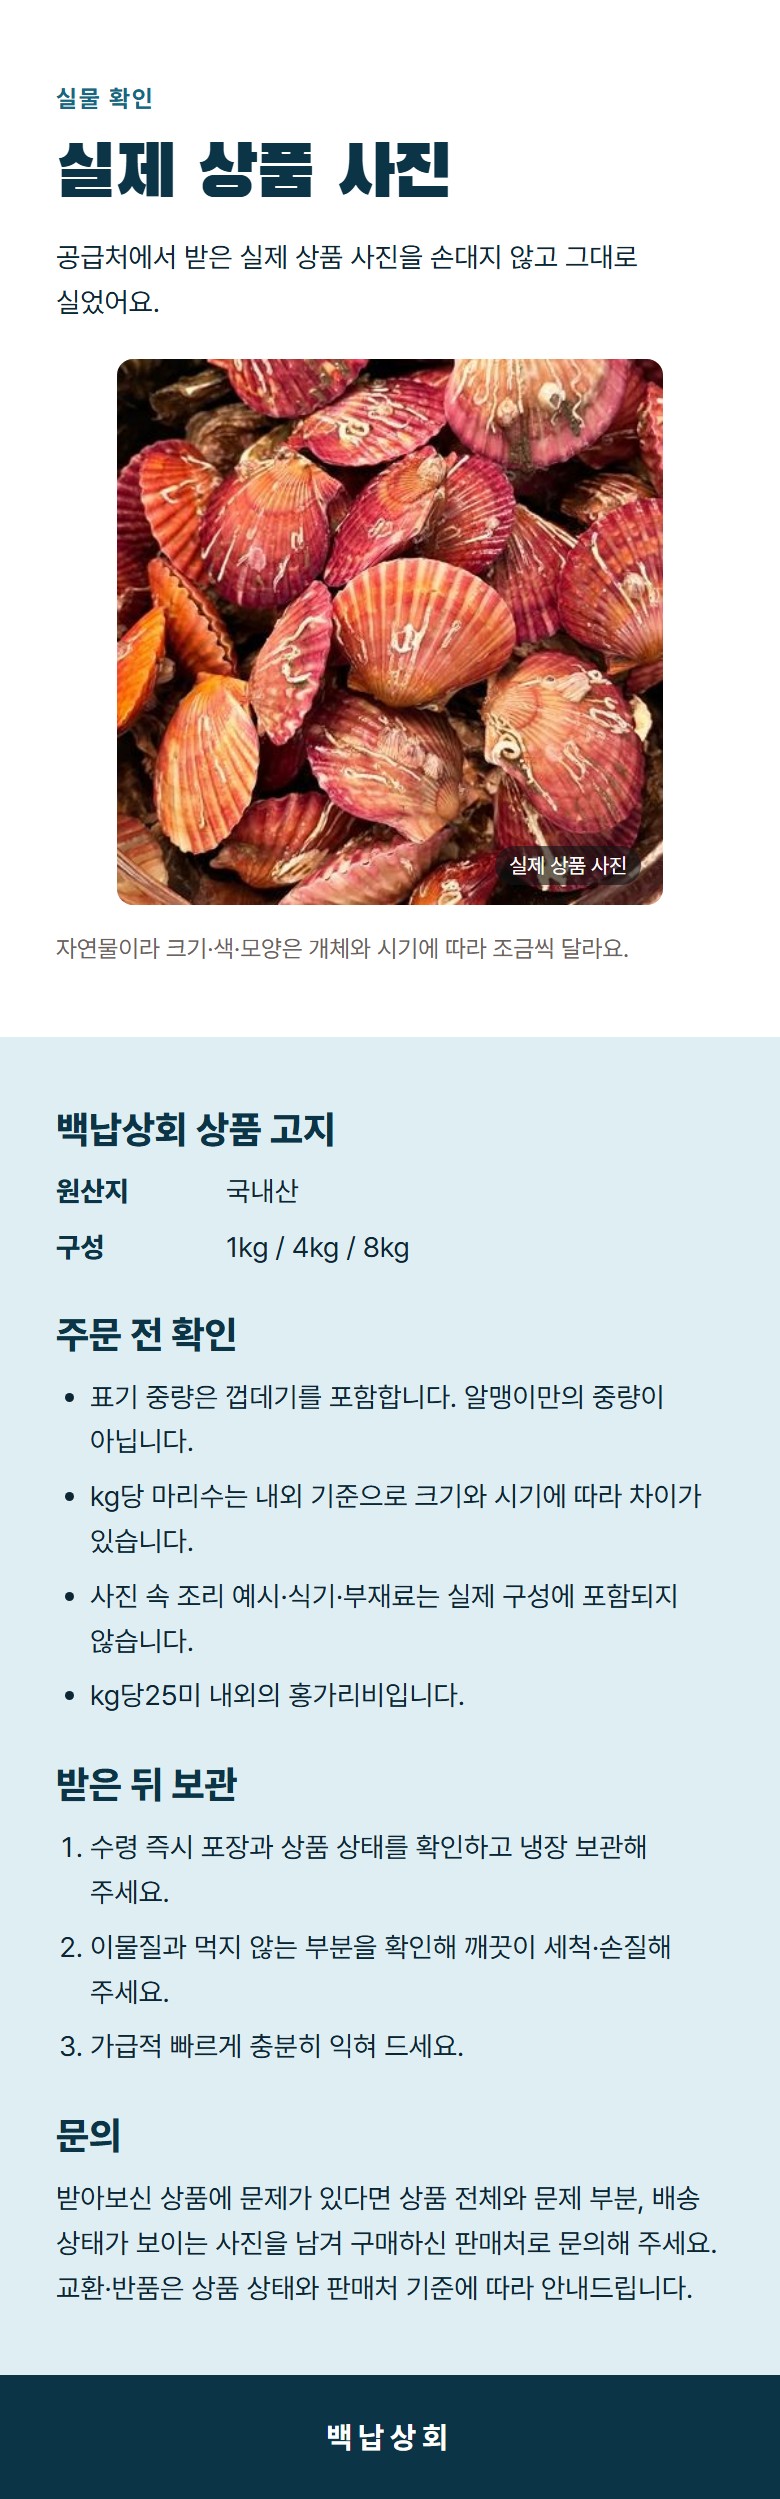 실물 확인
실제 상품 사진
공급처에서 받은 실제 상품 사진을 손대지 않고 그대로
실었어요.
실제 상품 사진
자연물이라 크기·색·모양은 개체와 시기에 따라 조금씩 달라요.
백납상회 상품 고지
원산지 국내산
구성 1kg / 4kg / 8kg
주문 전 확인
• 표기 중량은 껍데기를 포함합니다. 알맹이만의 중량이
아닙니다.
• kg당 마리수는 내외 기준으로 크기와 시기에 따라 차이가
있습니다.
• 사진 속 조리 예시·식기·부재료는 실제 구성에 포함되지
않습니다.
• kg당25미 내외의 홍가리비입니다.
받은 뒤 보관
1. 수령 즉시 포장과 상품 상태를 확인하고 냉장 보관해
주세요.
2. 이물질과 먹지 않는 부분을 확인해 깨끗이 세척·손질해
주세요.
3. 가급적 빠르게 충분히 익혀 드세요.
문의
받아보신 상품에 문제가 있다면 상품 전체와 문제 부분, 배송
상태가 보이는 사진을 남겨 구매하신 판매처로 문의해 주세요.
교환·반품은 상품 상태와 판매처 기준에 따라 안내드립니다.
백납상회